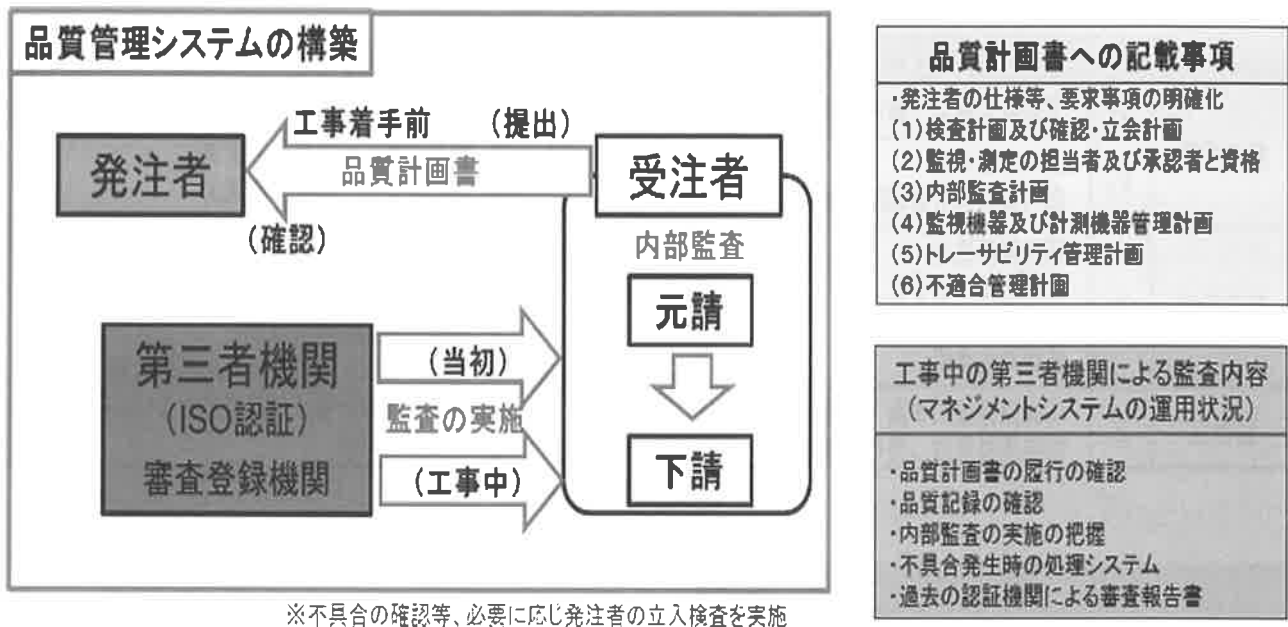 品質管理システムの構築
工事着手前 (提出)
発注者
品質計画書
受注者
(確認)
内部監査
元請
第三者機関
(ISO認証)
審査登録機関
(当初)
監査の実施
(工事中)
下請
※不具合の確認等、必要に応じ発注者の立入検査を実施
品質計画書への記載事項
・発注者の仕様等、要求事項の明確化
(1)検査計画及び確認・立会計画
(2)監視・測定の担当者及び承認者と資格
(3)内部監査計画
(4)監視機器及び計測機器管理計画
(5)トレーサビリティ管理計画
(6)不適合管理計画
工事中の第三者機関による監査内容
(マネジメントシステムの運用状況)
・品質計画書の履行の確認
・品質記録の確認
・内部監査の実施の把握
・不具合発生時の処理システム
・過去の認証機関による審査報告書